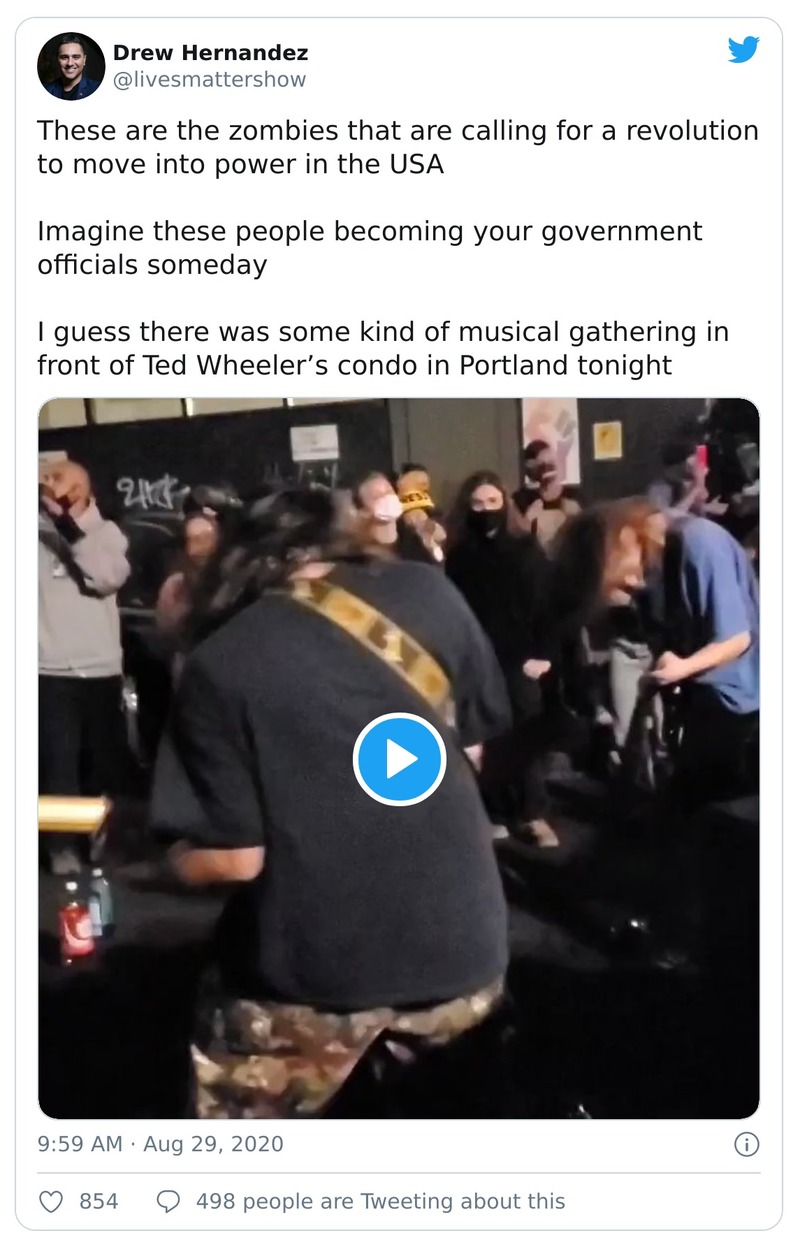 Drew Hernandez
@livesmattershow
These are the zombies that are calling for a revolution
to move into power in the USA
Imagine these people becoming your government
officials someday
I guess there was some kind of musical gathering in
front of Ted Wheeler’s condo in Portland tonight
9:59 AM · Aug 29, 2020
854
498 people are Tweeting about this